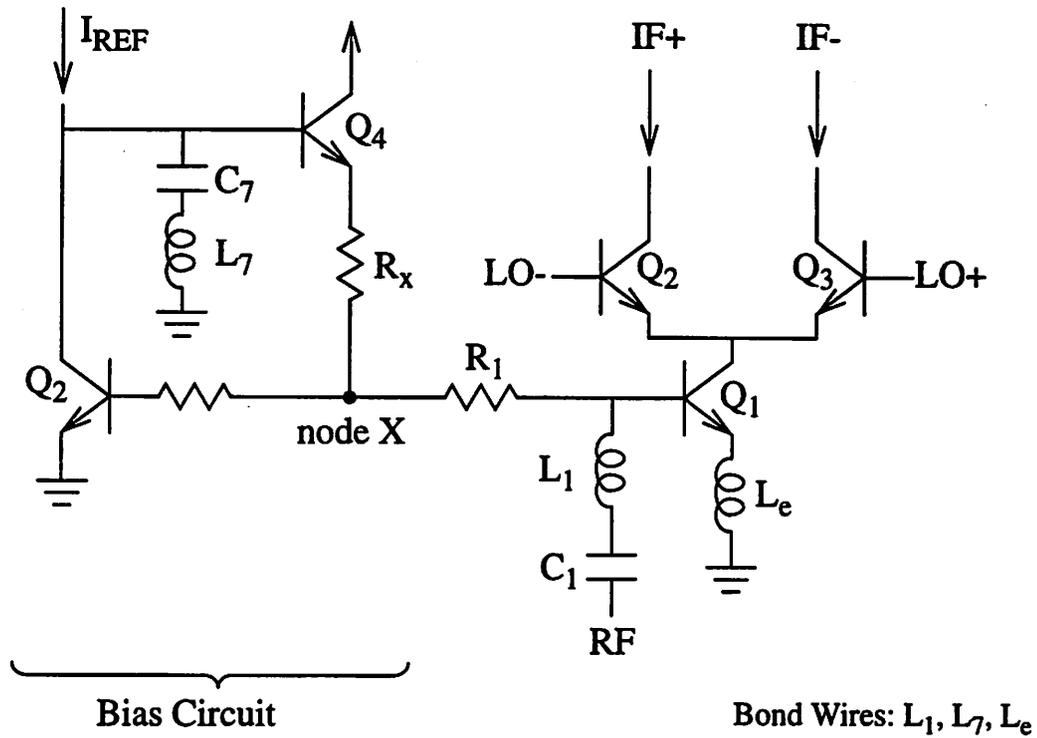 I_REF
IF+
IF-
Q4
C7
L7
Rx
LO-
Q2
Q3
LO+
Q2
R1
Q1
node X
L1
Le
C1
RF
Bias Circuit
Bond Wires: L1, L7, Le